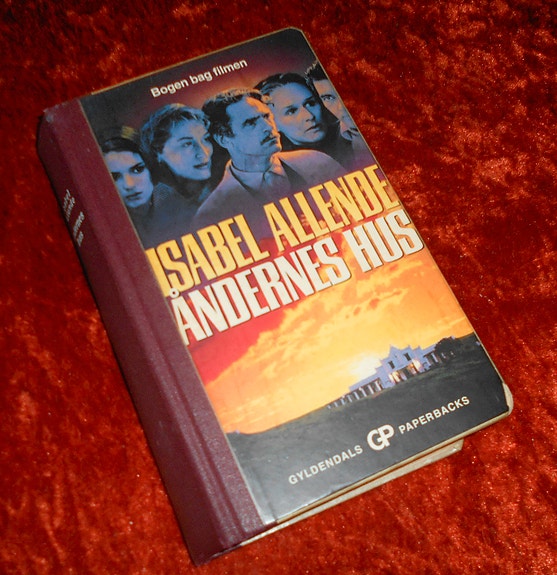 Bogen bag filmen
ISABEL ALLENDE
ÅNDERNES HUS
GYLDENDALS GP PAPERBACKS